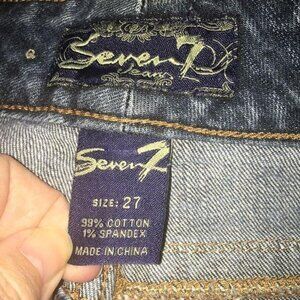 Seven7
Jeans
Seven7
SIZE: 27
99% COTTON
1% SPANDEX
MADE IN CHINA